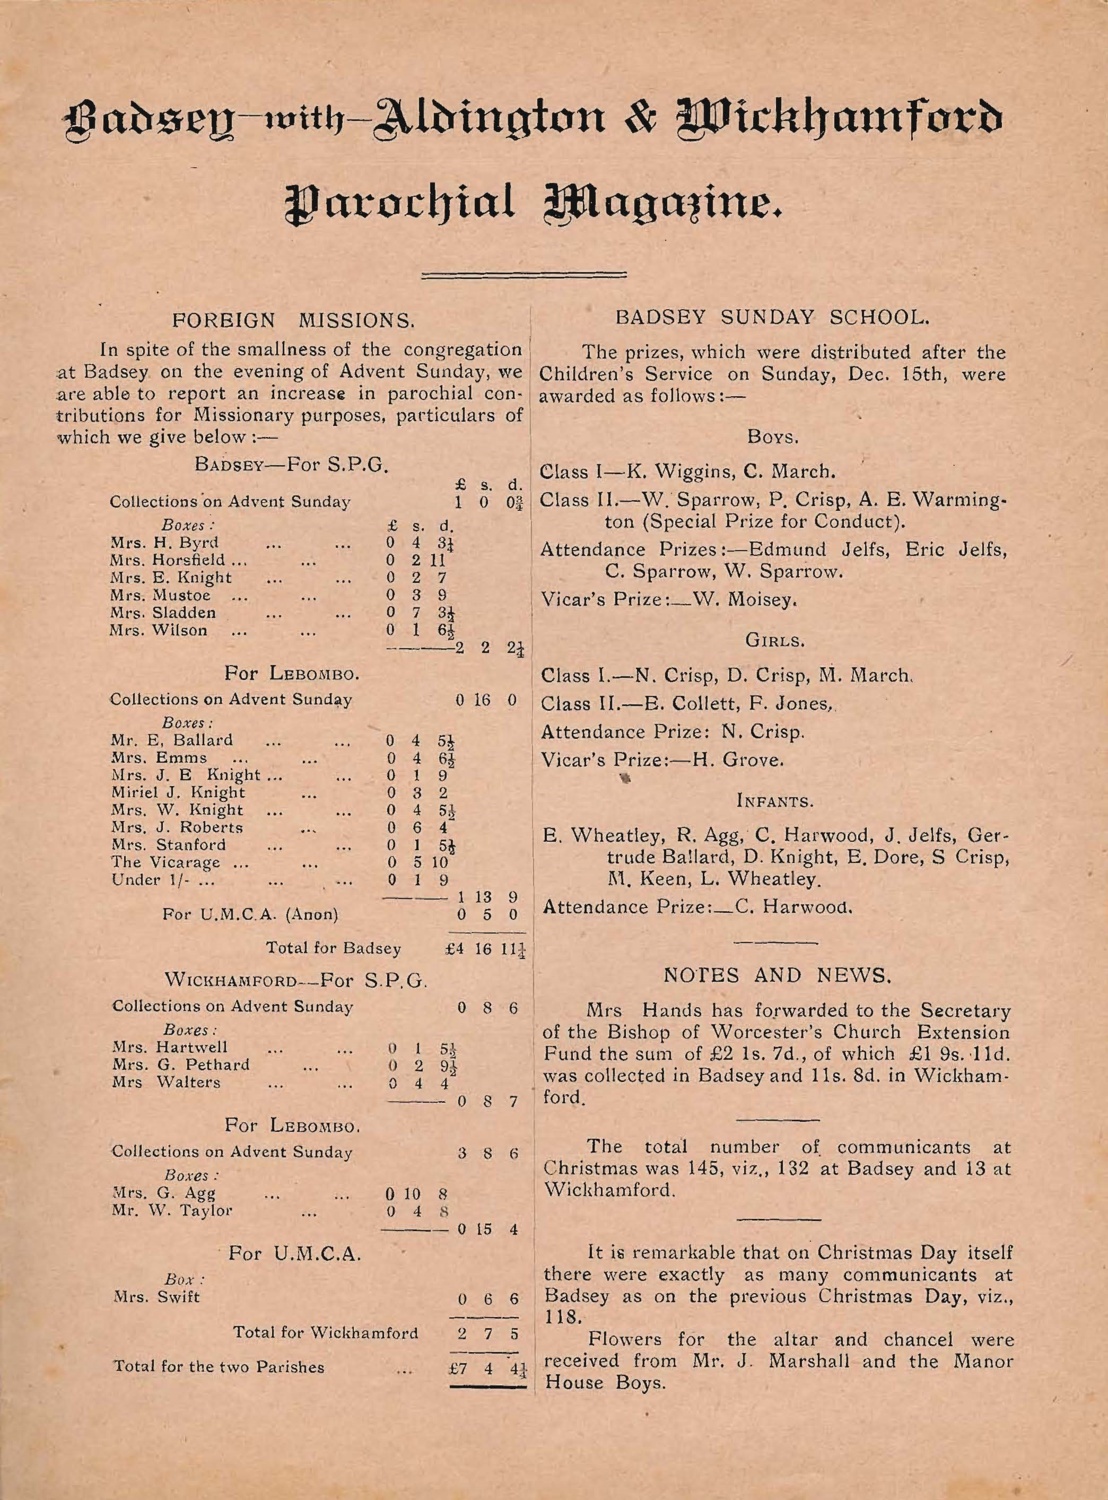 Badsey—with—Aldington & Wickhamford
Parochial Magazine.
FOREIGN MISSIONS.
In spite of the smallness of the congregation
at Badsey on the evening of Advent Sunday, we
are able to report an increase in parochial con-
tributions for Missionary purposes, particulars of
which we give below :—
BADSEY—For S.P.G.
£ s. d.
Collections on Advent Sunday 1 0 0¾
Boxes : £ s. d.
Mrs. H. Byrd ... ... 0 4 3¼
Mrs. Horsfield ... ... 0 2 11
Mrs. E. Knight ... ... 0 2 7
Mrs. Mustoe ... ... 0 3 9
Mrs. Sladden ... ... 0 7 3½
Mrs. Wilson ... ... 0 1 6½
———2 2 2¼
For LEBOMBO.
Collections on Advent Sunday 0 16 0
Boxes :
Mr. E, Ballard ... ... 0 4 5½
Mrs. Emms ... ... 0 4 6½
Mrs. J. E Knight ... ... 0 1 9
Miriel J. Knight ... 0 3 2
Mrs. W. Knight ... ... 0 4 5½
Mrs. J. Roberts ... 0 6 4
Mrs. Stanford ... ... 0 1 5½
The Vicarage ... ... 0 5 10
Under 1/- ... ... ... 0 1 9
——— 1 13 9
For U.M.C.A. (Anon) 0 5 0
Total for Badsey £4 16 11¼
WICKHAMFORD—For S.P.G.
Collections on Advent Sunday 0 8 6
Boxes :
Mrs. Hartwell ... ... 0 1 5½
Mrs. G. Pethard ... 0 2 9½
Mrs Walters ... ... 0 4 4
——— 0 8 7
For LEBOMBO.
Collections on Advent Sunday 3 8 6
Boxes :
Mrs. G. Agg ... ... 0 10 8
Mr. W. Taylor ... 0 4 8
——— 0 15 4
For U.M.C.A.
Box :
Mrs. Swift 0 6 6
Total for Wickhamford 2 7 5
Total for the two Parishes ... £7 4 4¼
BADSEY SUNDAY SCHOOL.
The prizes, which were distributed after the
Children's Service on Sunday, Dec. 15th, were
awarded as follows :—
BOYS.
Class I—K. Wiggins, C. March.
Class II.—W. Sparrow, P. Crisp, A. E. Warming-
ton (Special Prize for Conduct).
Attendance Prizes :—Edmund Jelfs, Eric Jelfs,
C. Sparrow, W. Sparrow.
Vicar's Prize :—W. Moisey.
GIRLS.
Class I.—N. Crisp, D. Crisp, M. March.
Class II.—E. Collett, F. Jones,
Attendance Prize: N. Crisp.
Vicar's Prize:—H. Grove.
INFANTS.
E. Wheatley, R. Agg, C. Harwood, J. Jelfs, Ger-
trude Ballard, D. Knight, E. Dore, S Crisp,
M. Keen, L. Wheatley.
Attendance Prize:—C. Harwood.
NOTES AND NEWS.
Mrs Hands has forwarded to the Secretary
of the Bishop of Worcester's Church Extension
Fund the sum of £2 1s. 7d., of which £1 9s. 11d.
was collected in Badsey and 11s. 8d. in Wickham-
ford.
The total number of communicants at
Christmas was 145, viz., 132 at Badsey and 13 at
Wickhamford.
It is remarkable that on Christmas Day itself
there were exactly as many communicants at
Badsey as on the previous Christmas Day, viz.,
118.
Flowers for the altar and chancel were
received from Mr. J. Marshall and the Manor
House Boys.